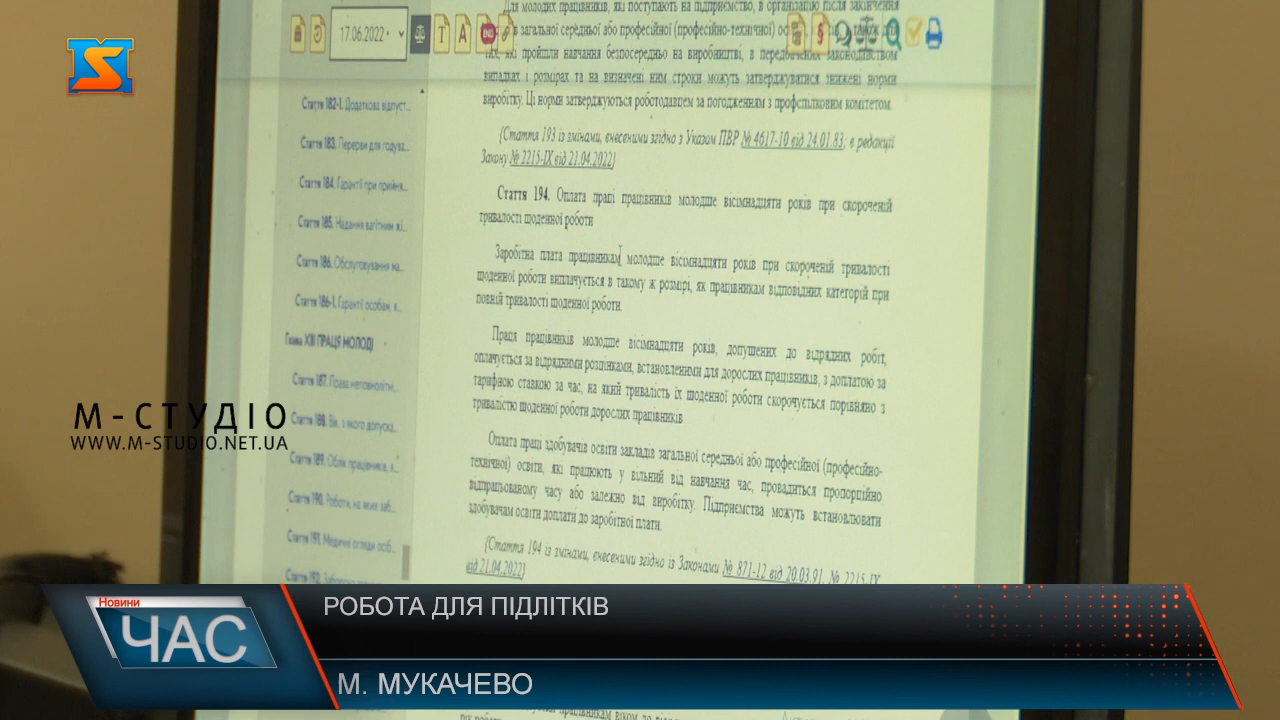 17.06.2022
Для молодих працівників, які поступають на підприємство, в організацію після закінчення
загальної середньої або професійної (професійно-технічної)
які пройшли навчання безпосередньо на виробництві, в передбачених законодавством
випадках і розмірах та на визначені ним строки можуть затверджуватися знижені норми
виробітку. Ці норми затверджуються роботодавцем за погодженням з профспілковим комітетом.
{Стаття 193 із змінами, внесеними згідно з Указом ПВР № 4617-10 від 24.01.83, в редакції
Закону № 2215-IX від 21.04.2022}
Стаття 194. Оплата праці працівників молодше вісімнадцяти років при скороченій
тривалості щоденної роботи
Заробітна плата працівникам молодше вісімнадцяти років при скороченій тривалості
щоденної роботи виплачується в такому ж розмірі, як працівникам відповідних категорій при
повній тривалості щоденної роботи.
Праця працівників молодше вісімнадцяти років, допущених до відрядних робіт,
оплачується за відрядними розцінками, встановленими для дорослих працівників, з доплатою за
тарифною ставкою за час, на який тривалість їх щоденної роботи скорочується порівняно з
тривалістю щоденної роботи дорослих працівників.
Оплата праці здобувачів освіти закладів загальної середньої або професійної (професійно-
технічної) освіти, які працюють у вільний від навчання час, провадиться пропорційно
відпрацьованому часу або залежно від виробітку. Підприємства можуть встановлювати
здобувачам освіти доплати до заробітної плати.
{Стаття 194 із змінами, внесеними згідно із Законами № 871-12 від 20.03.91, № 2215-IX
від 21.04.2022}
Стаття 182-1. Додаткова відпуст...
Стаття 183. Перерви для годува...
Стаття 184. Гарантії при прийня...
Стаття 185. Надання вагітним жі...
Стаття 186. Обслуговування ма...
Стаття 186-1. Гарантії особам, я...
Глава XIII ПРАЦЯ МОЛОДІ
Стаття 187. Права неповнолітні...
Стаття 188. Вік, з якого допуска...
Стаття 189. Облік працівників, я...
Стаття 190. Роботи, на яких заб...
Стаття 191. Медичні огляди осіб...
Стаття 192.
М-СТУДІО
WWW.M-STUDIO.NET.UA
Новини
ЧАС
РОБОТА ДЛЯ ПІДЛІТКІВ
М. МУКАЧЕВО